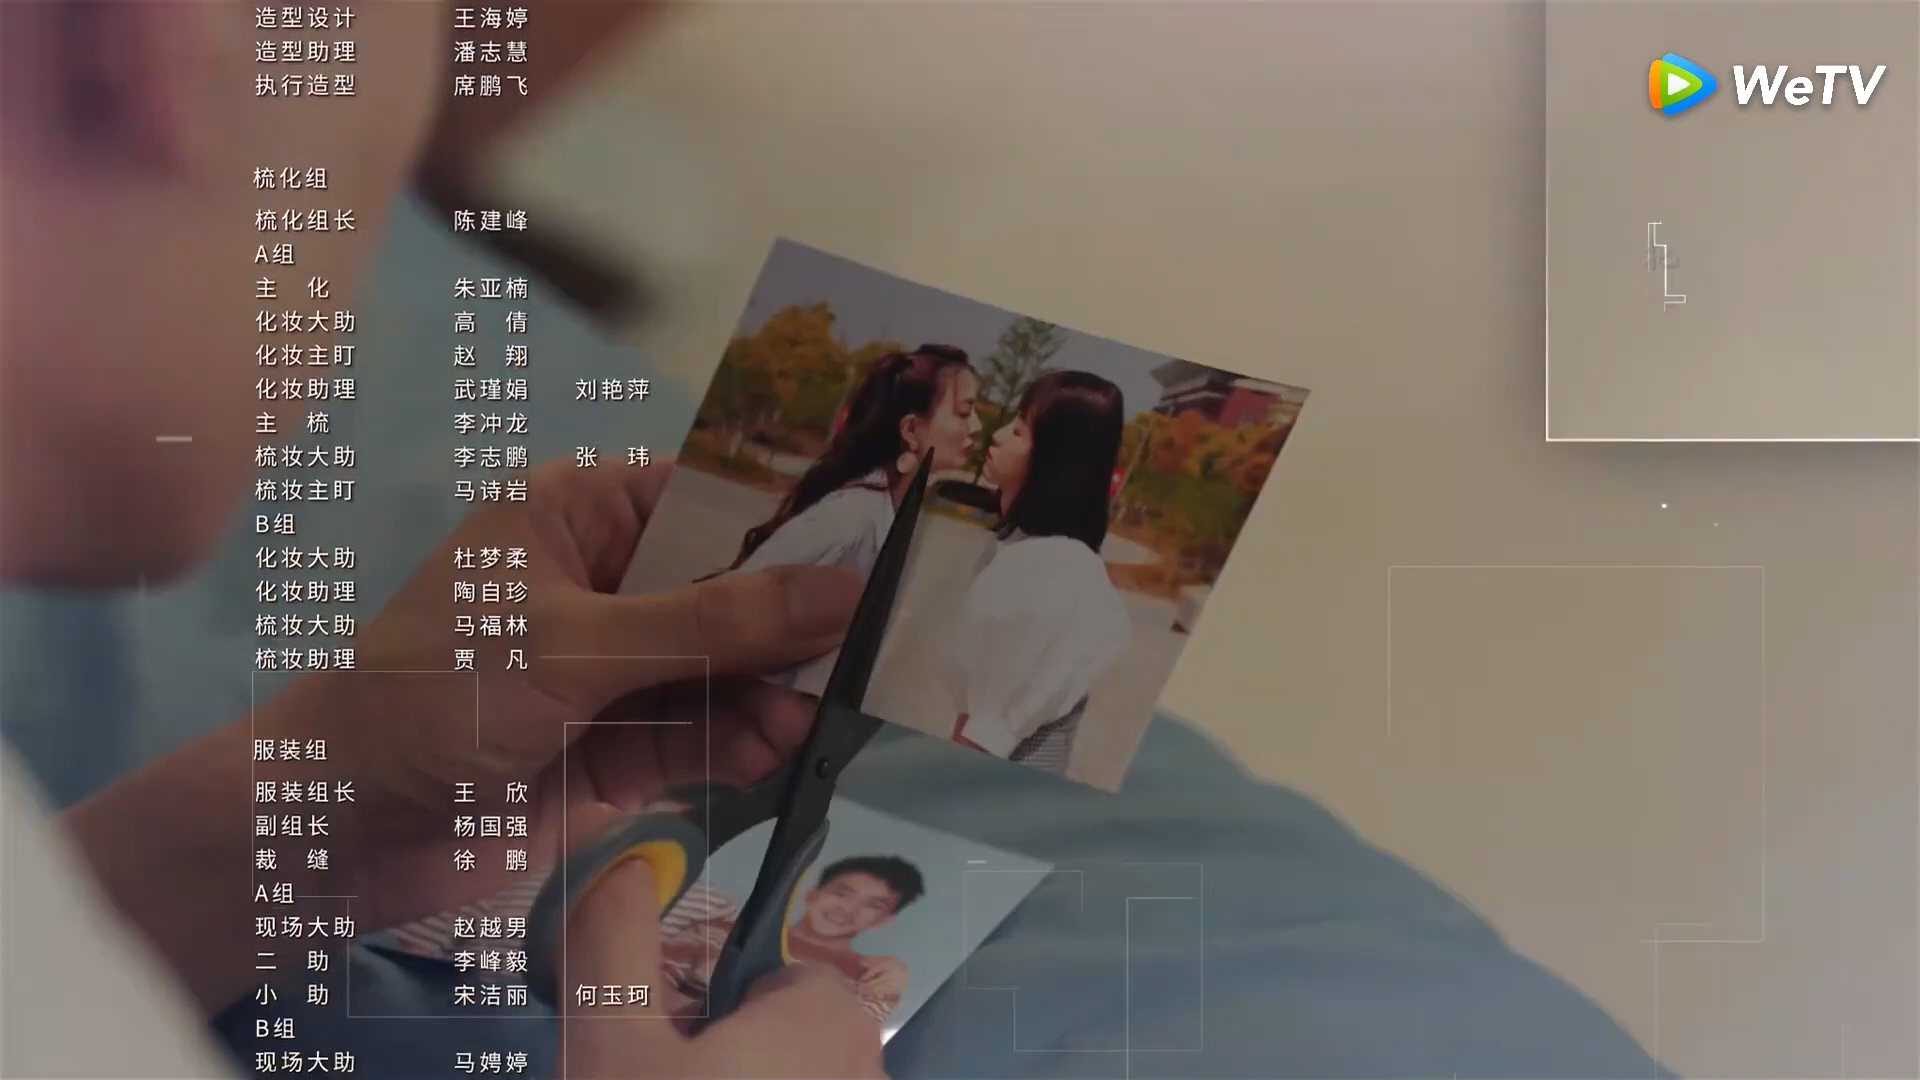 造型设计 王海婷
造型助理 潘志慧
执行造型 席鹏飞
WeTV
梳化组
梳化组长 陈建峰
A组
主 化 朱亚楠
化妆大助 高 倩
化妆主盯 赵 翔
化妆助理 武瑾娟 刘艳萍
主 梳 李冲龙
梳妆大助 李志鹏 张 玮
梳妆主盯 马诗岩
B组
化妆大助 杜梦柔
化妆助理 陶自珍
梳妆大助 马福林
梳妆助理 贾 凡
服装组
服装组长 王 欣
副组长 杨国强
裁 缝 徐 鹏
A组
现场大助 赵越男
二 助 李峰毅
小 助 宋洁丽 何玉珂
B组
现场大助 马娉婷